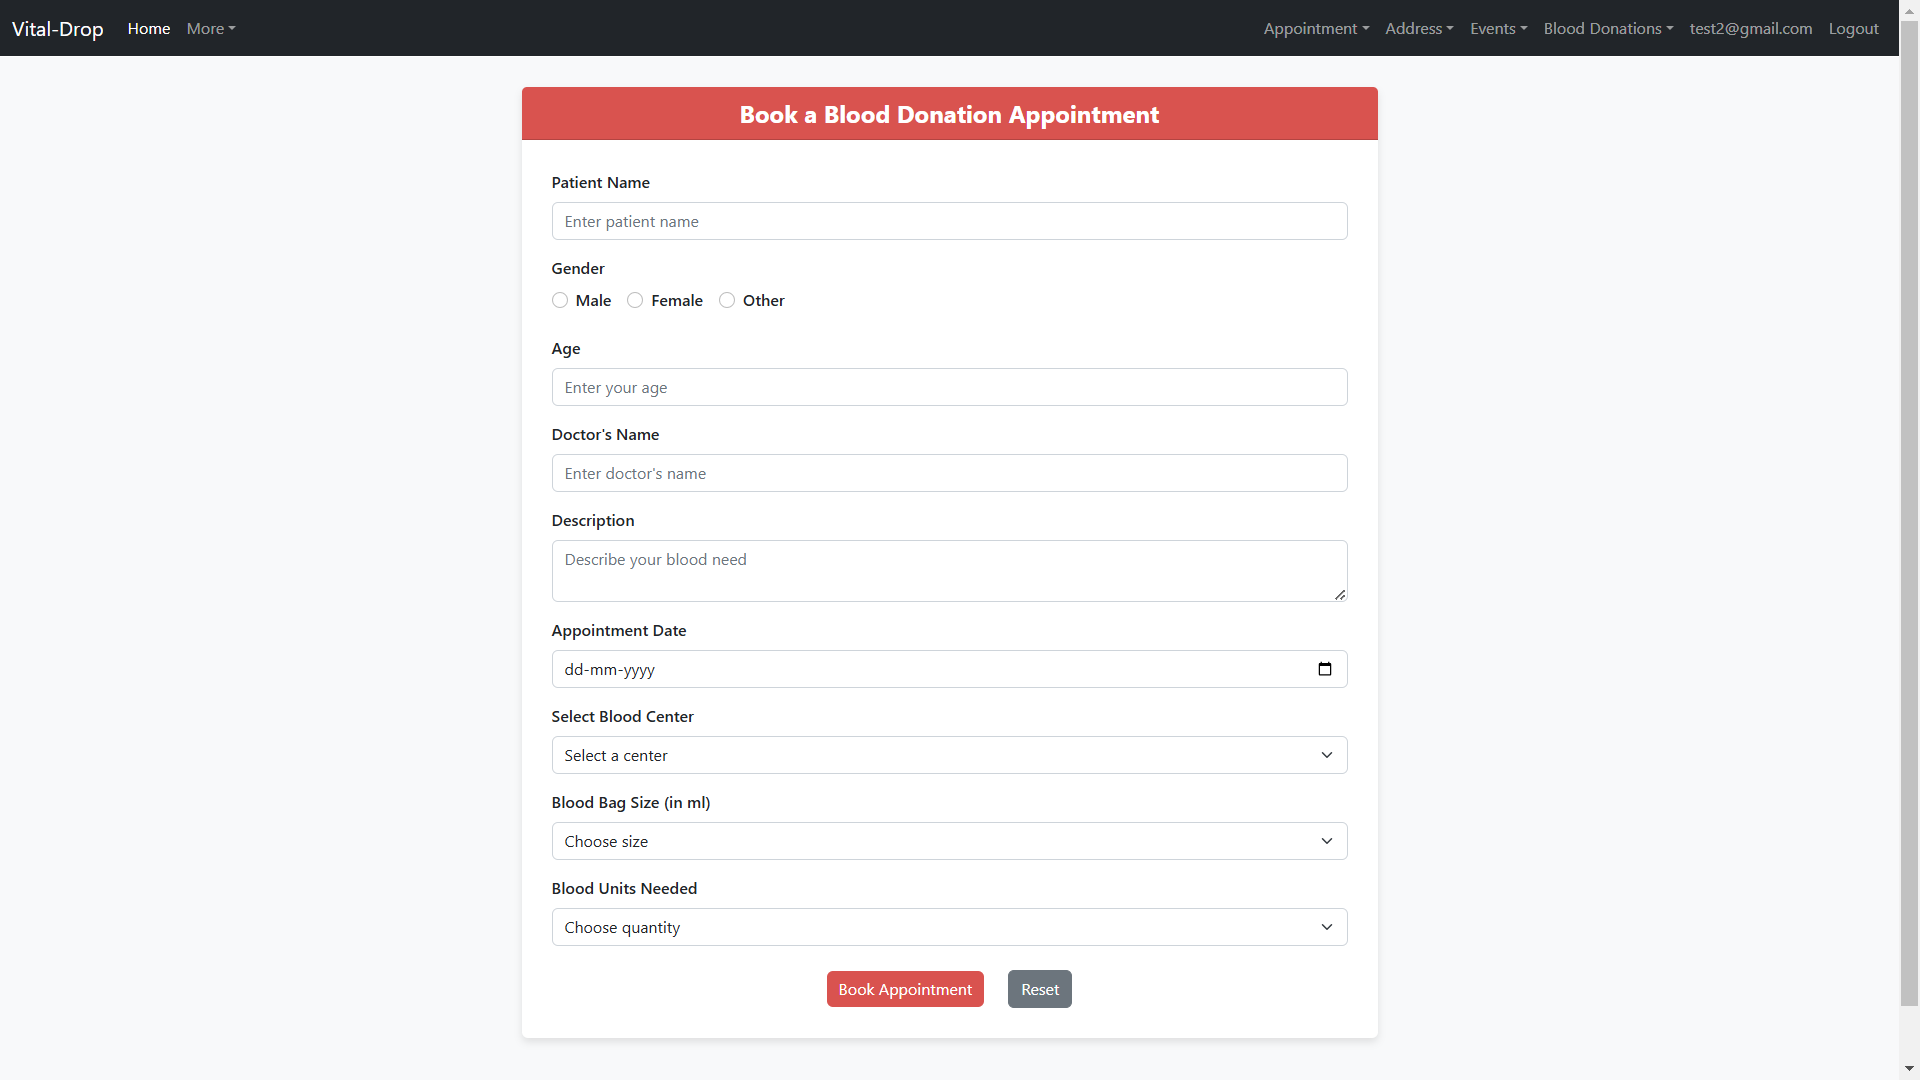 Vital-Drop Home More Appointment Address Events Blood Donations test2@gmail.com Logout
Book a Blood Donation Appointment
Patient Name
Enter patient name
Gender
Male Female Other
Age
Enter your age
Doctor's Name
Enter doctor's name
Description
Describe your blood need
Appointment Date
dd-mm-yyyy
Select Blood Center
Select a center
Blood Bag Size (in ml)
Choose size
Blood Units Needed
Choose quantity
Book Appointment Reset